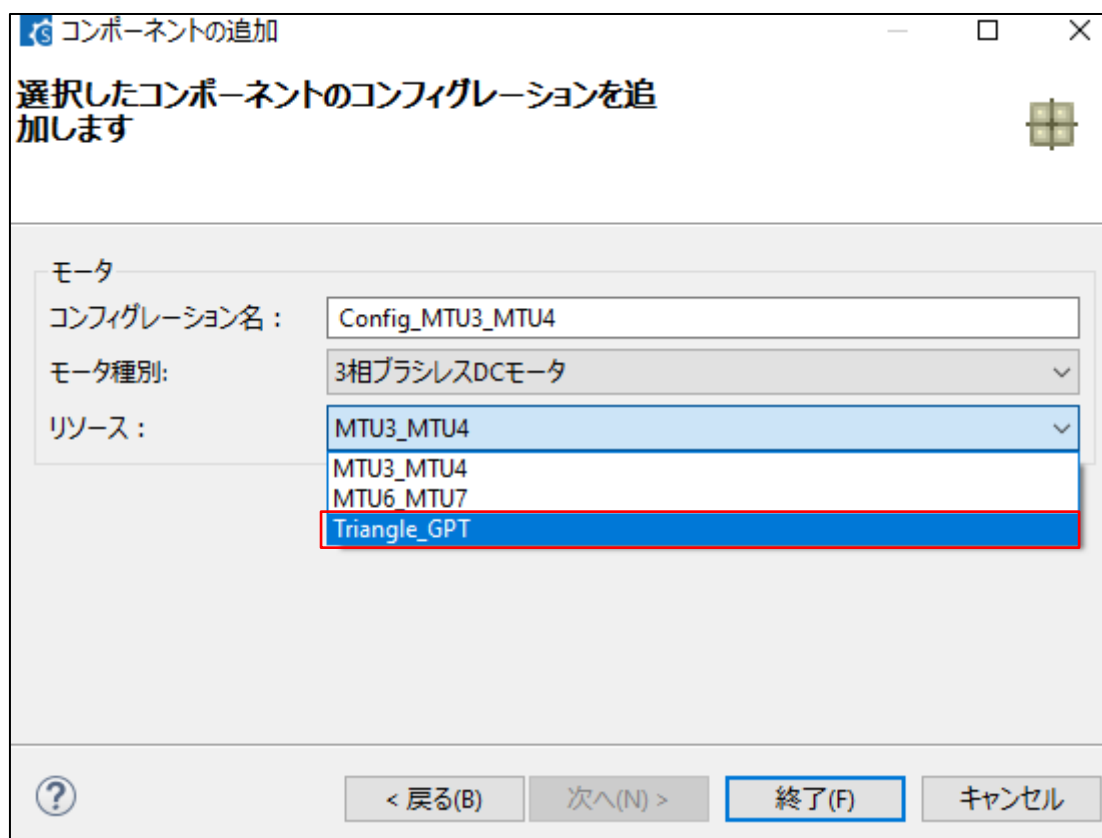 コンポーネントの追加
選択したコンポーネントのコンフィグレーションを追
加します
モータ
コンフィグレーション名：
Config_MTU3_MTU4
モータ種別:
3相ブラシレスDCモータ
リソース：
MTU3_MTU4
MTU3_MTU4
MTU6_MTU7
Triangle_GPT
< 戻る(B)
次へ(N) >
終了(F)
キャンセル